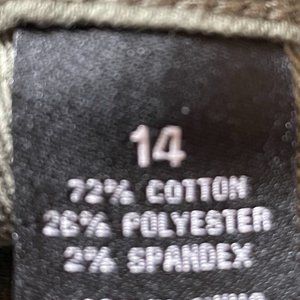 14
72% COTTON
26% POLYESTER
2% SPANDEX